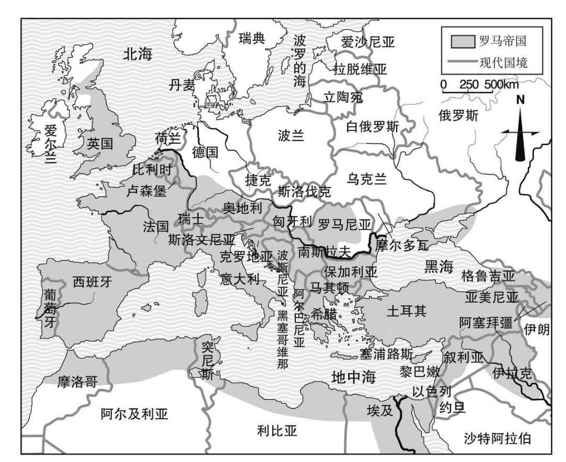 罗马帝国
现代国境
0 250 500km
N
瑞典
波罗的海
爱沙尼亚
北海
拉脱维亚
丹麦
立陶宛
俄罗斯
爱尔兰
英国
荷兰
德国
波兰
白俄罗斯
比利时
卢森堡
捷克
斯洛伐克
乌克兰
奥地利
匈牙利
罗马尼亚
瑞士
法国
斯洛文尼亚
克罗地亚
南斯拉夫
摩尔多瓦
黑海
格鲁吉亚
波斯尼亚、黑塞哥维那
保加利亚
马其顿
意大利
西班牙
葡萄牙
阿尔巴尼亚
希腊
土耳其
亚美尼亚
阿塞拜疆
伊朗
突尼斯
塞浦路斯
叙利亚
黎巴嫩
伊拉克
摩洛哥
地中海
以色列
约旦
阿尔及利亚
利比亚
埃及
沙特阿拉伯